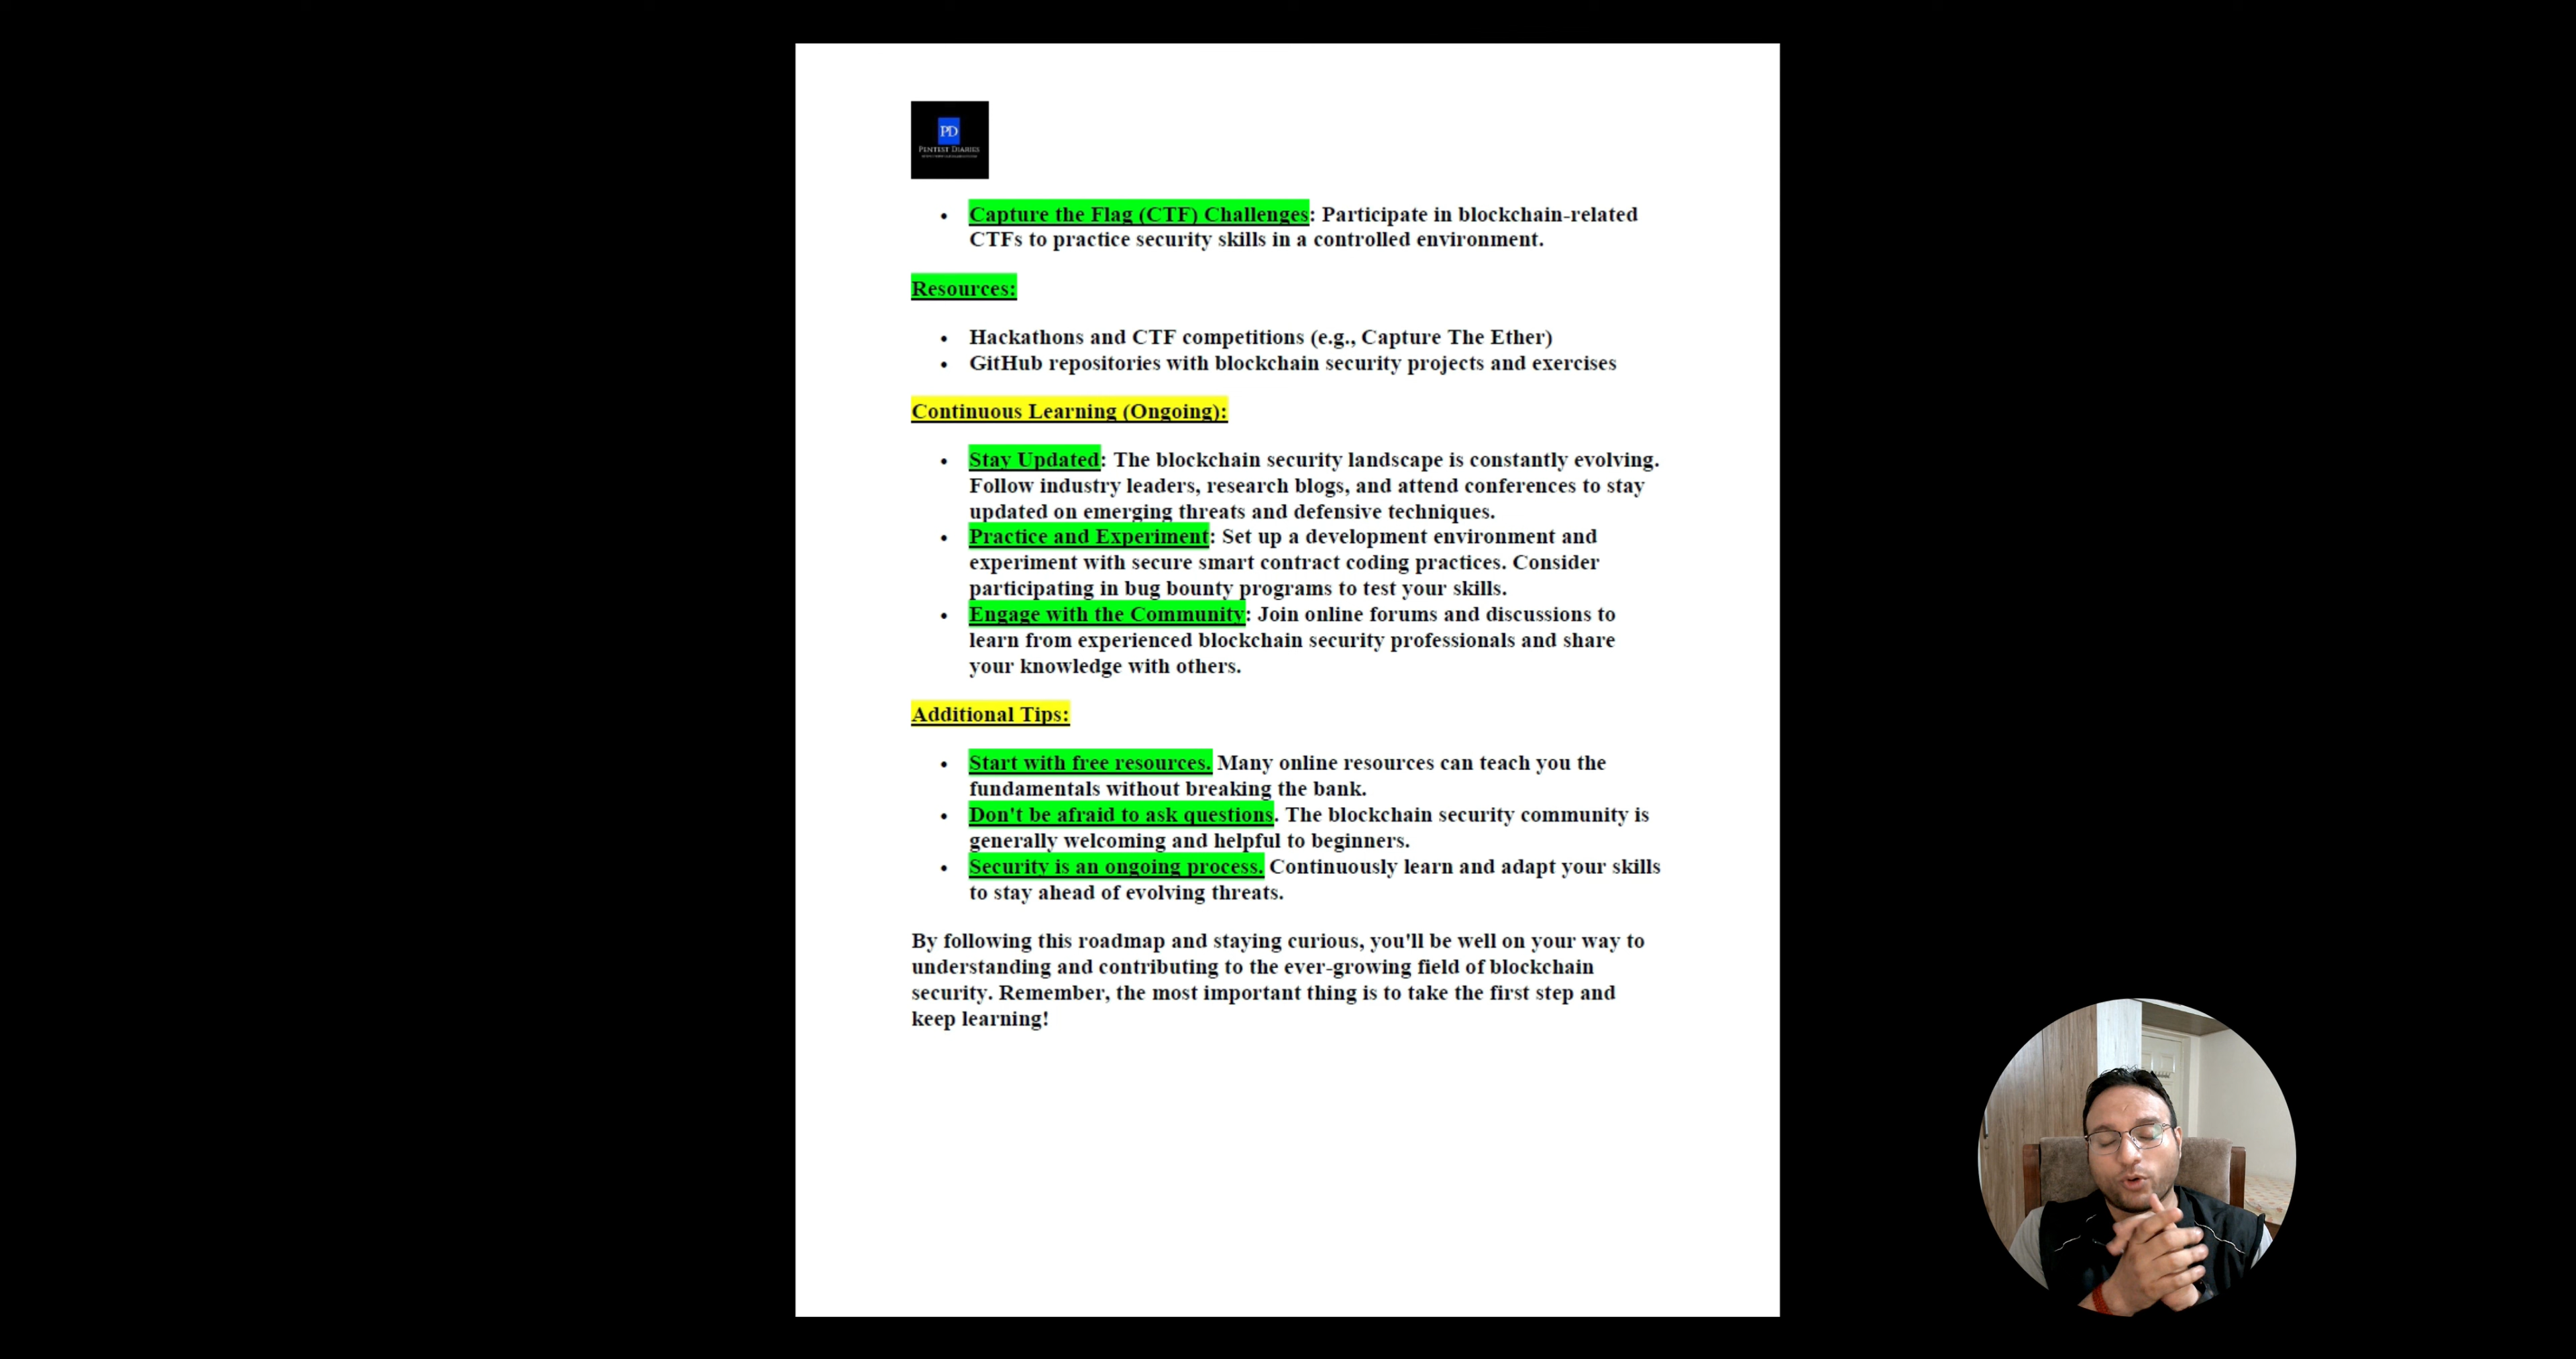 PD
PENTEST DIARIES
Capture the Flag (CTF) Challenges: Participate in blockchain-related
CTFs to practice security skills in a controlled environment.
Resources:
Hackathons and CTF competitions (e.g., Capture The Ether)
GitHub repositories with blockchain security projects and exercises
Continuous Learning (Ongoing):
Stay Updated: The blockchain security landscape is constantly evolving.
Follow industry leaders, research blogs, and attend conferences to stay
updated on emerging threats and defensive techniques.
Practice and Experiment: Set up a development environment and
experiment with secure smart contract coding practices. Consider
participating in bug bounty programs to test your skills.
Engage with the Community: Join online forums and discussions to
learn from experienced blockchain security professionals and share
your knowledge with others.
Additional Tips:
Start with free resources. Many online resources can teach you the
fundamentals without breaking the bank.
Don't be afraid to ask questions. The blockchain security community is
generally welcoming and helpful to beginners.
Security is an ongoing process. Continuously learn and adapt your skills
to stay ahead of evolving threats.
By following this roadmap and staying curious, you'll be well on your way to
understanding and contributing to the ever-growing field of blockchain
security. Remember, the most important thing is to take the first step and
keep learning!